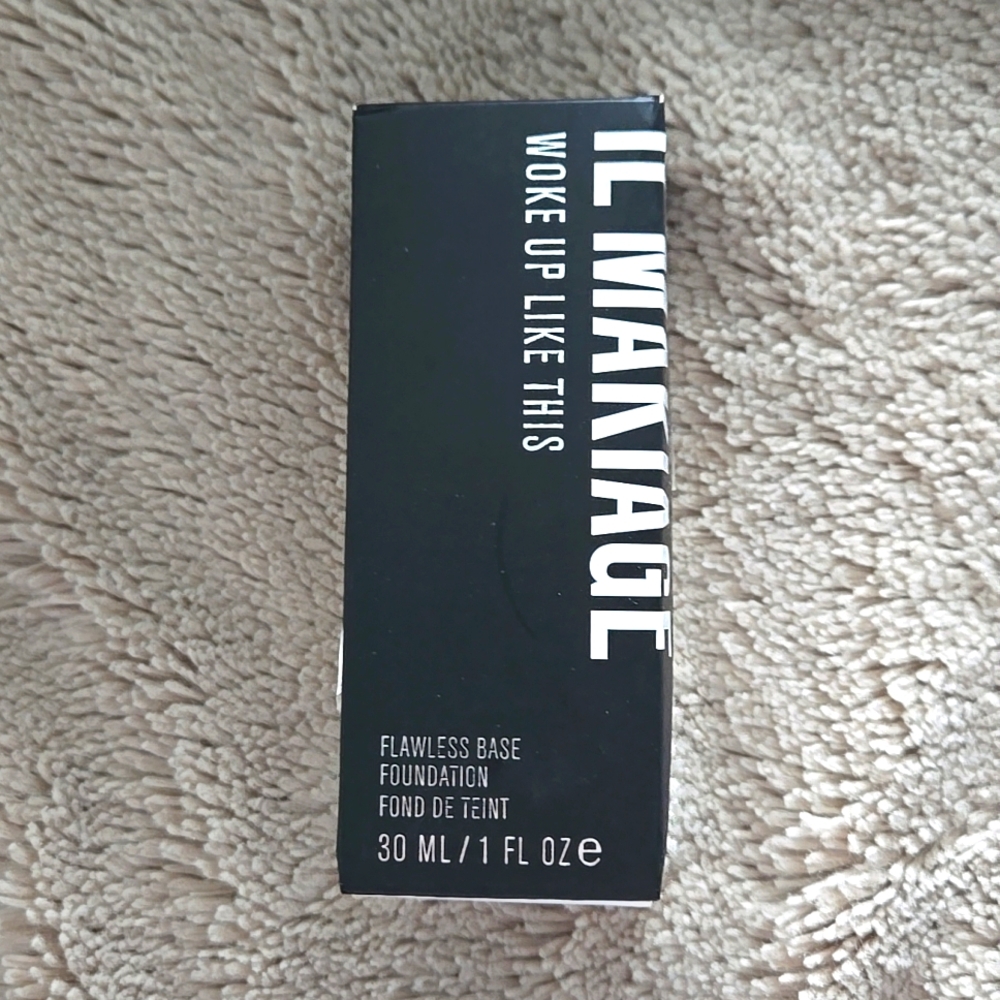 IL MAKIAGE
WOKE UP LIKE THIS
FLAWLESS BASE
FOUNDATION
FOND DE TEINT
30 ML / 1 FL OZ e